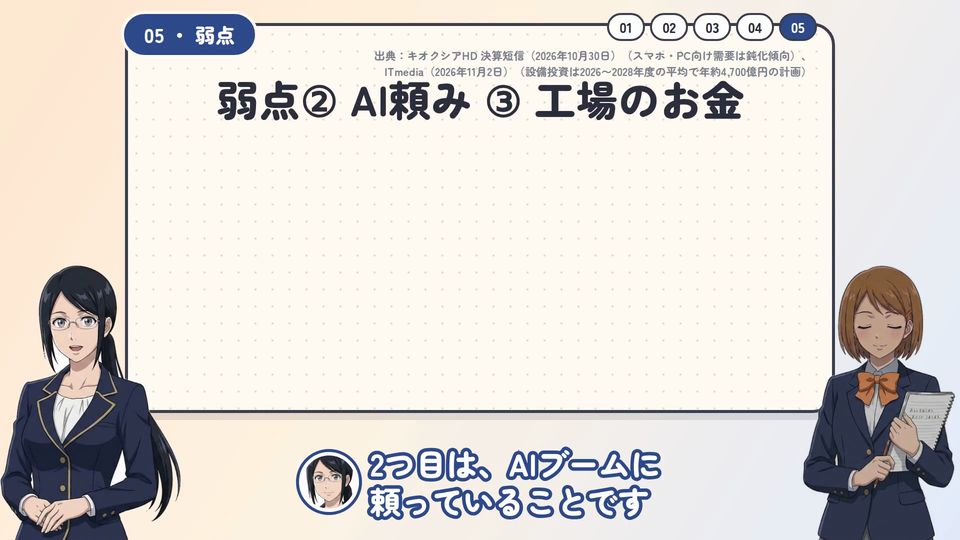 05 ・ 弱点
01 02 03 04 05
出典：キオクシアHD 決算短信（2026年10月30日）（スマホ・PC向け需要は鈍化傾向）、
ITmedia（2026年11月2日）（設備投資は2026〜2028年度の平均で年約4,700億円の計画）
弱点② AI頼み ③ 工場のお金
2つ目は、AIブームに
頼っていることです